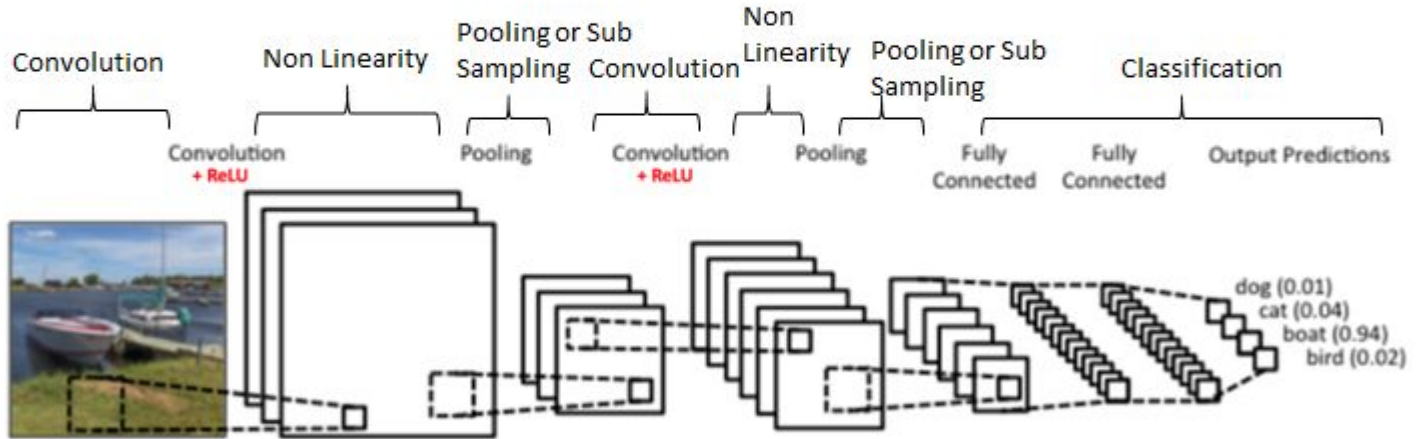 Convolution
Non Linearity
Pooling or Sub
Sampling
Convolution
Non
Linearity
Pooling or Sub
Sampling
Classification
Convolution
+ ReLU
Pooling
Convolution
+ ReLU
Pooling
Fully
Connected
Fully
Connected
Output Predictions
dog (0.01)
cat (0.04)
boat (0.94)
bird (0.02)